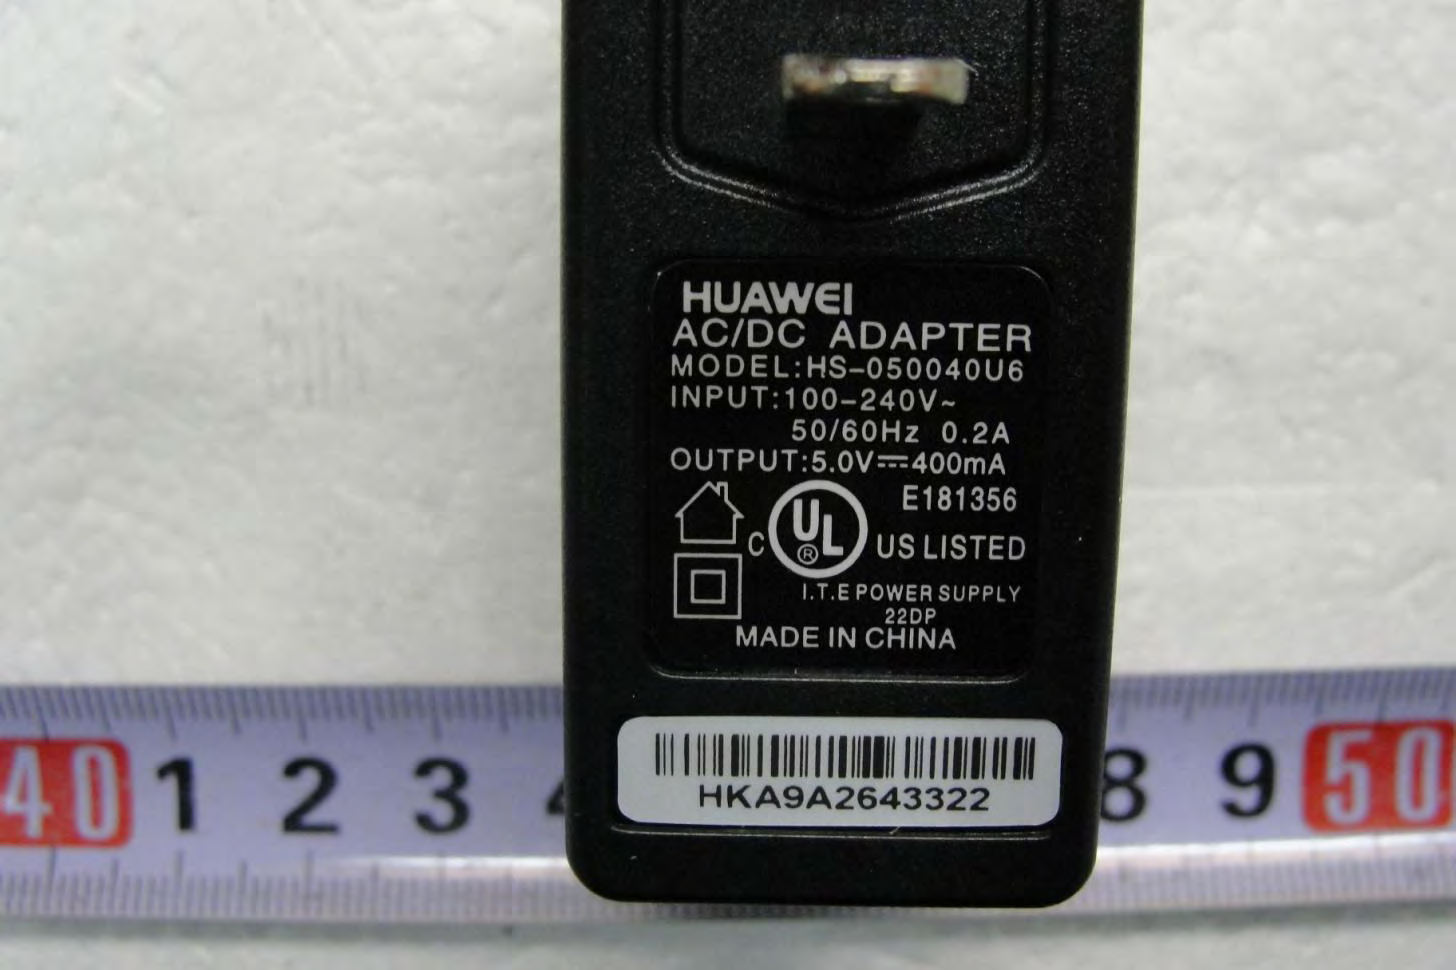 HUAWEI
AC/DC ADAPTER
MODEL:HS-050040U6
INPUT:100-240V~
50/60Hz 0.2A
OUTPUT:5.0V⎓400mA
E181356
C UL ® US LISTED
I.T.E POWER SUPPLY
22DP
MADE IN CHINA
40 1 2 3 4 8 9 50
HKA9A2643322